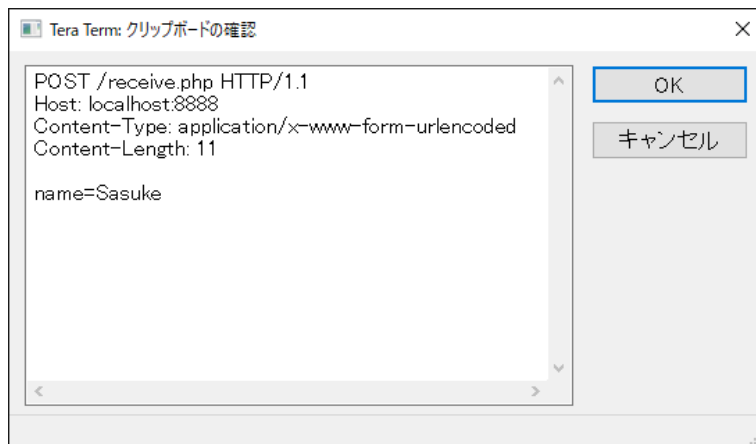 Tera Term: クリップボードの確認
POST /receive.php HTTP/1.1
Host: localhost:8888
Content-Type: application/x-www-form-urlencoded
Content-Length: 11

name=Sasuke
OK
キャンセル